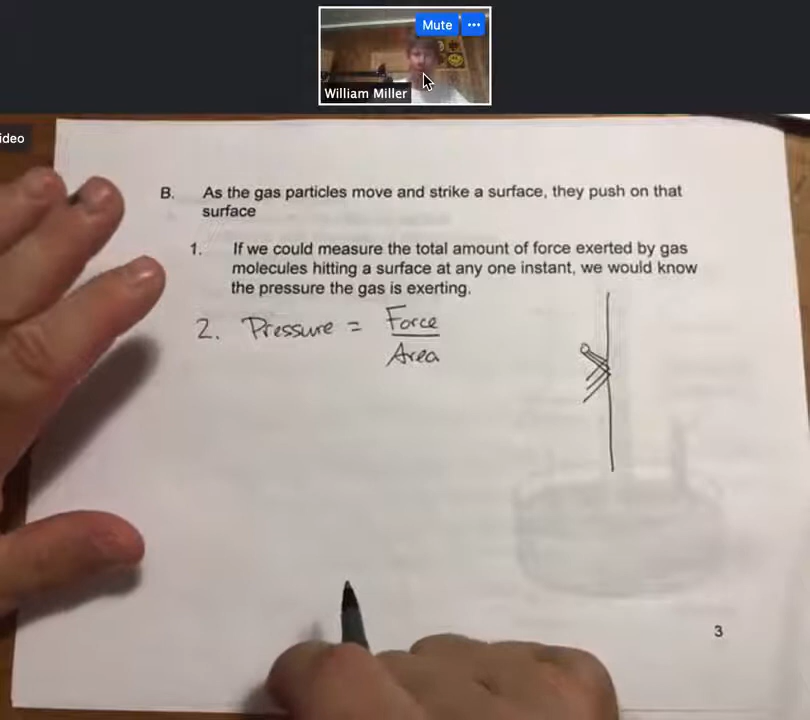 Mute
William Miller
ideo
B. As the gas particles move and strike a surface, they push on that
surface
1. If we could measure the total amount of force exerted by gas
molecules hitting a surface at any one instant, we would know
the pressure the gas is exerting.
2. Pressure = Force
Area
3